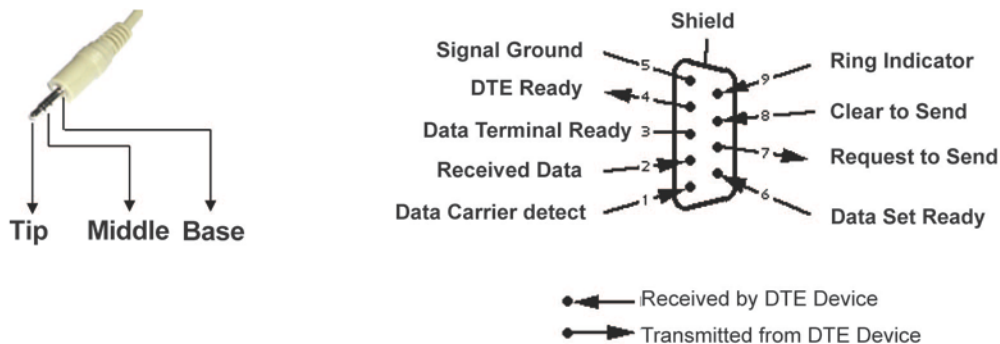 Tip Middle Base
Shield
Signal Ground 5
DTE Ready 4
Data Terminal Ready 3
Received Data 2
Data Carrier detect 1
9 Ring Indicator
8 Clear to Send
7 Request to Send
6 Data Set Ready
Received by DTE Device
Transmitted from DTE Device